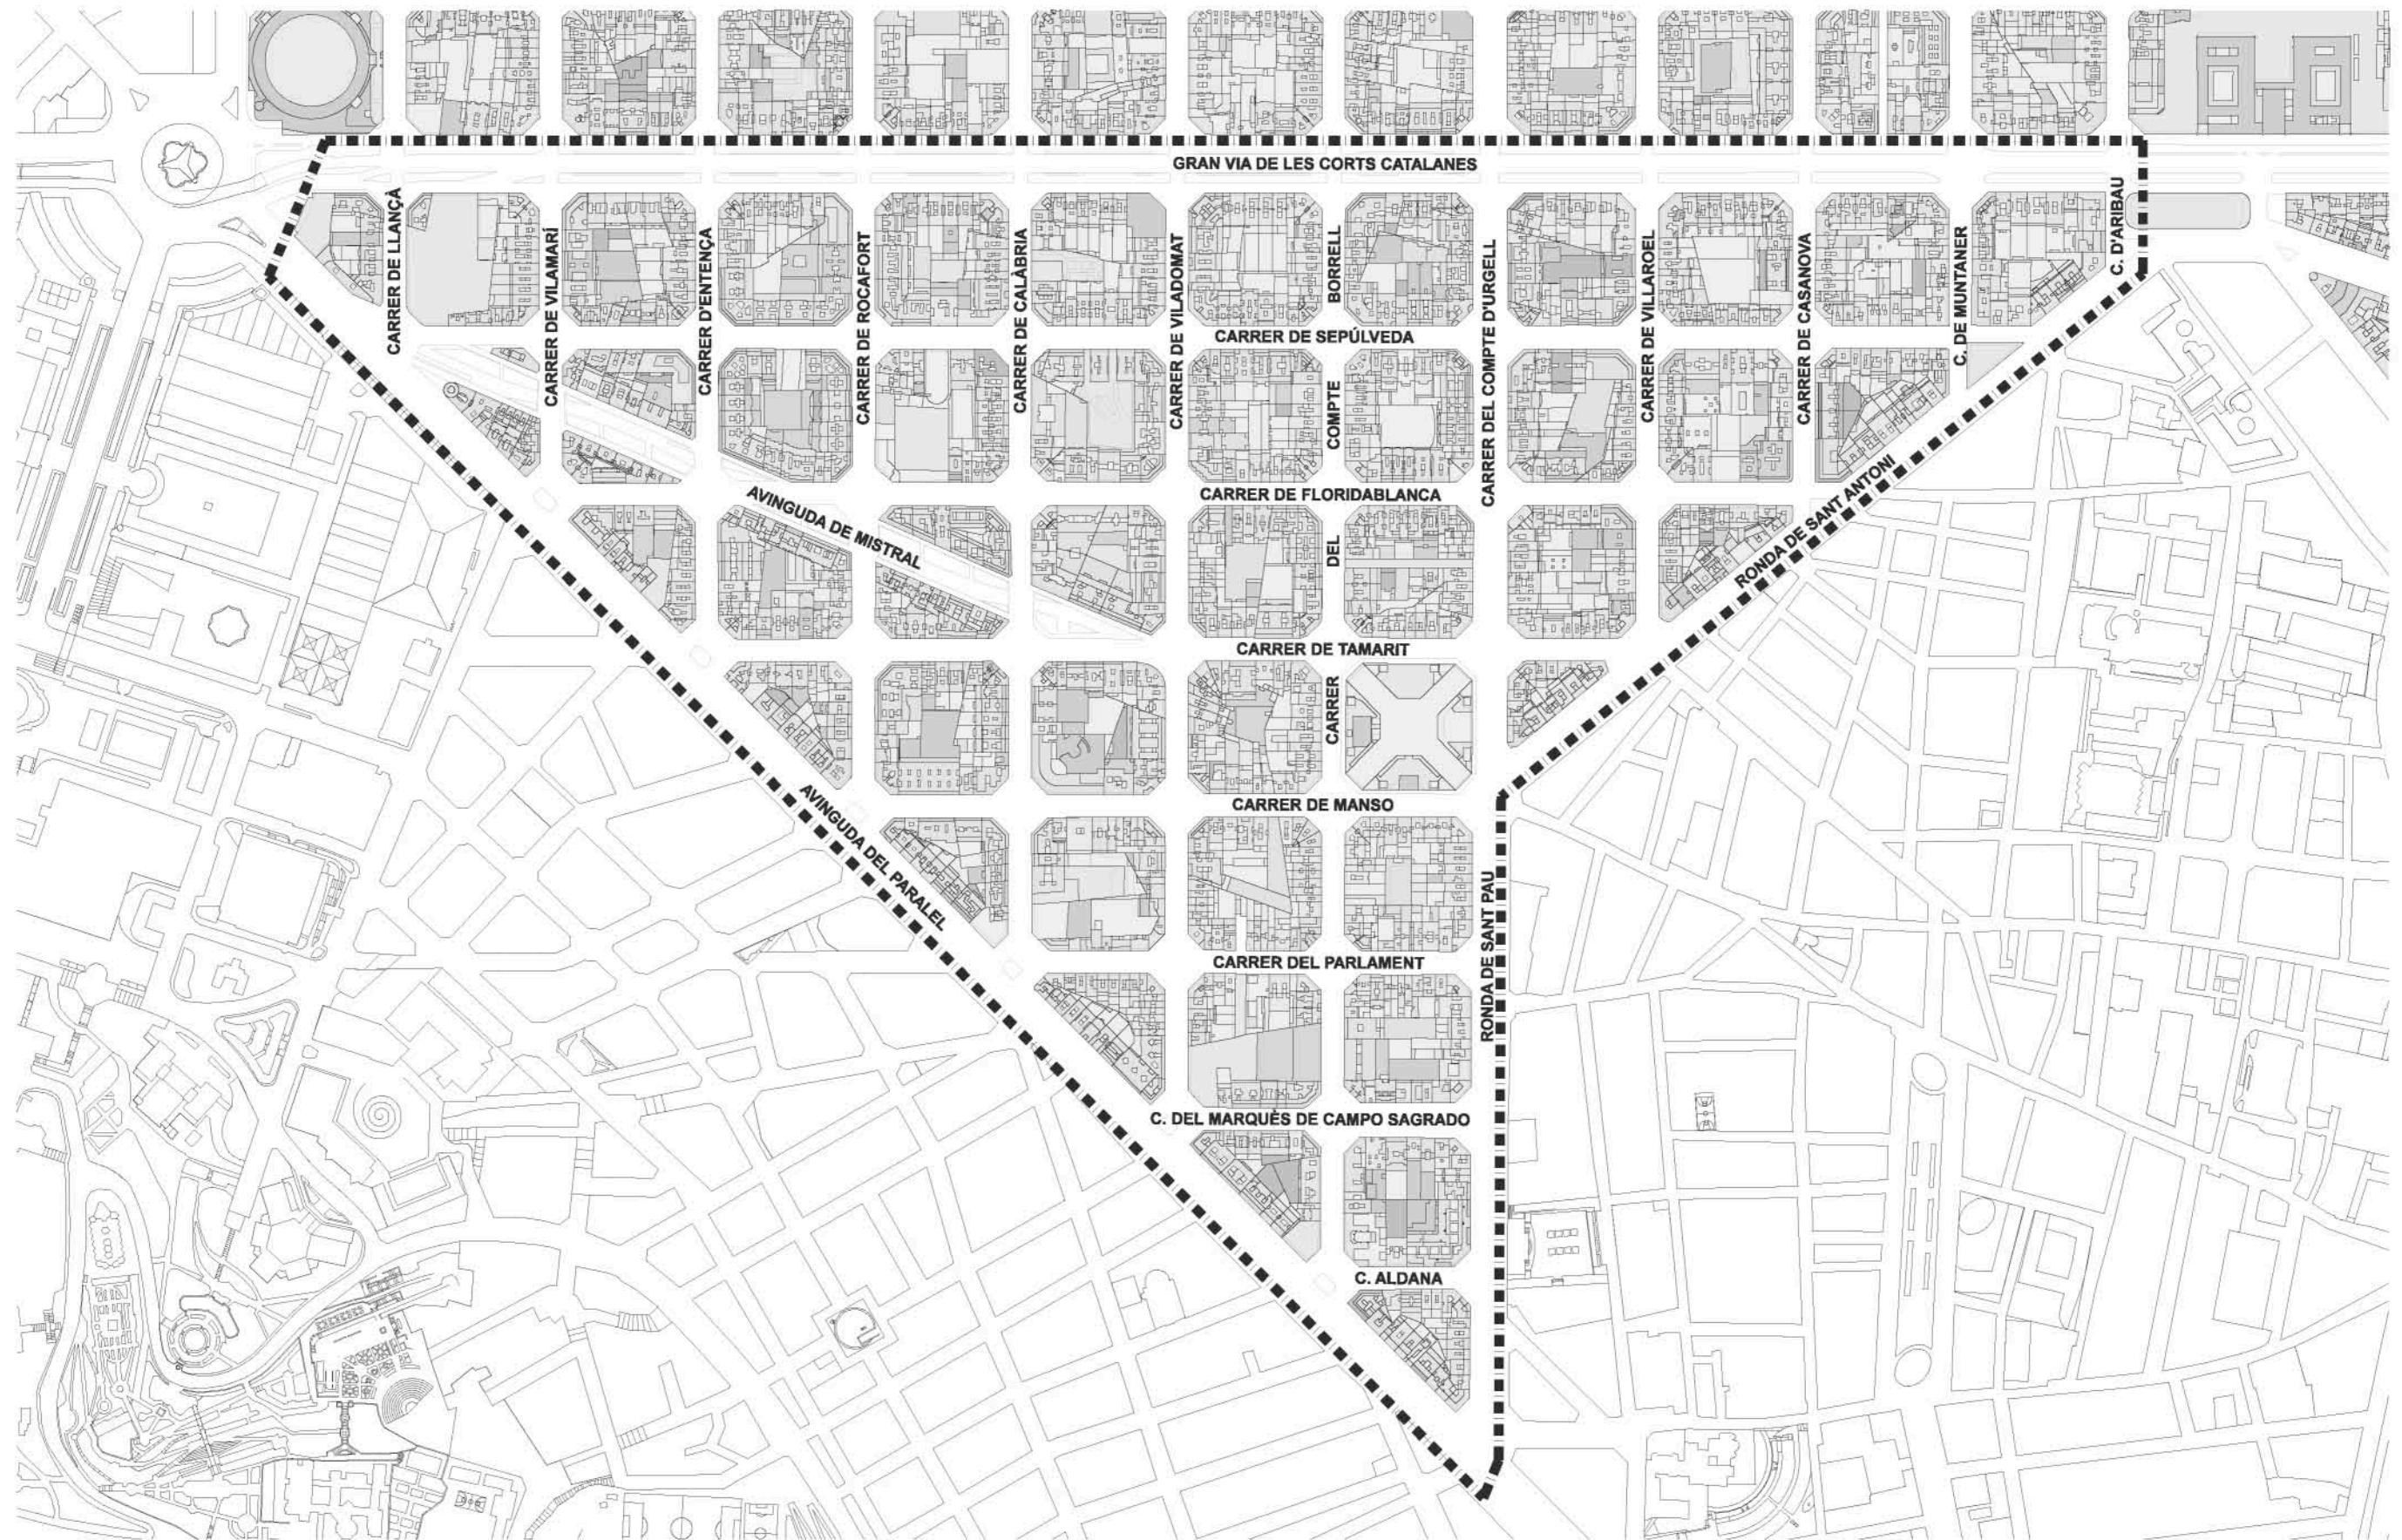 GRAN VIA DE LES CORTS CATALANES
CARRER DE LLANÇÀ
CARRER DE VILAMARÍ
CARRER D'ENTENÇA
CARRER DE ROCAFORT
CARRER DE CALÀBRIA
CARRER DE VILADOMAT
CARRER DEL COMPTE BORRELL
CARRER DEL COMPTE D'URGELL
CARRER DE VILLAROEL
CARRER DE CASANOVA
C. DE MUNTANER
C. D'ARIBAU
CARRER DE SEPÚLVEDA
CARRER DE FLORIDABLANCA
AVINGUDA DE MISTRAL
RONDA DE SANT ANTONI
CARRER DE TAMARIT
CARRER DE MANSO
AVINGUDA DEL PARALEL
RONDA DE SANT PAU
CARRER DEL PARLAMENT
C. DEL MARQUÈS DE CAMPO SAGRADO
C. ALDANA